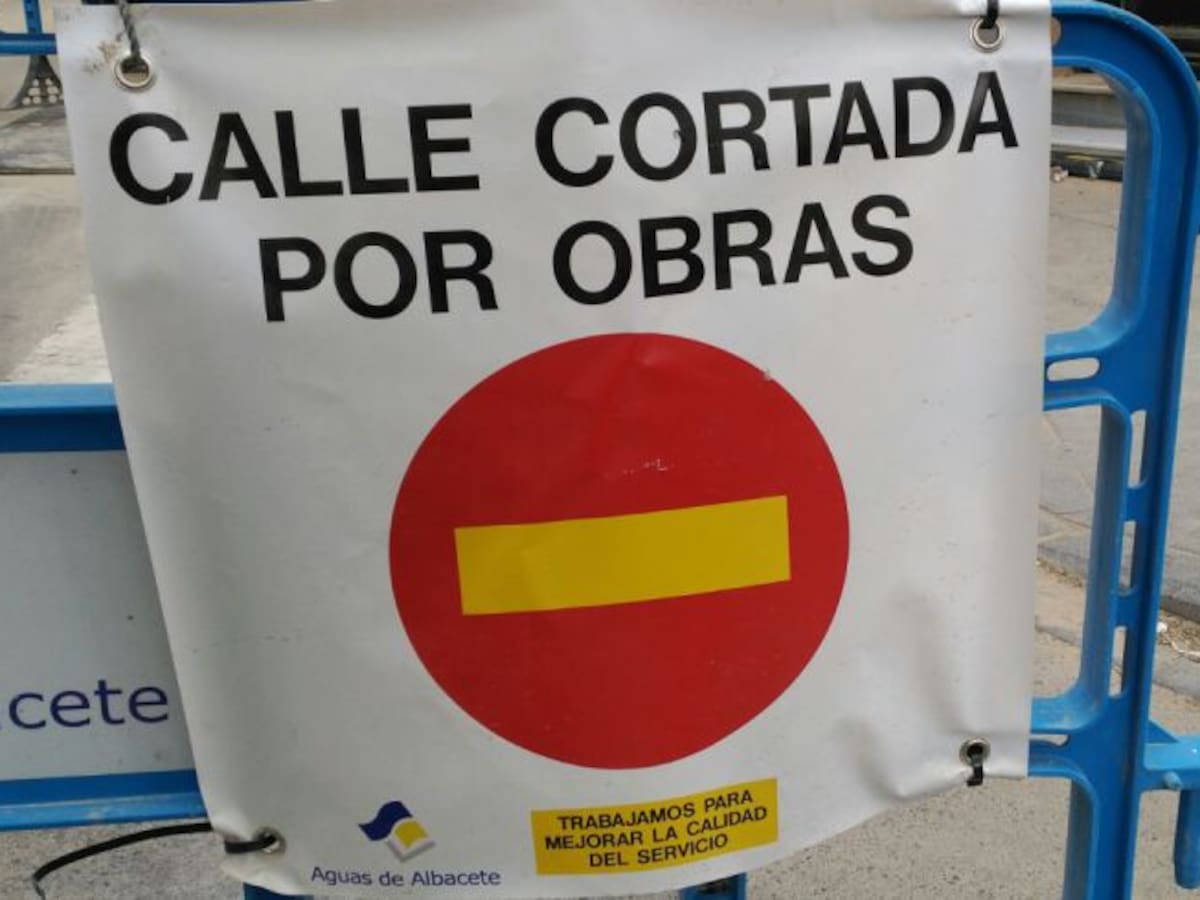 CALLE CORTADA
POR OBRAS
cete
Aguas de Albacete
TRABAJAMOS PARA
MEJORAR LA CALIDAD
DEL SERVICIO